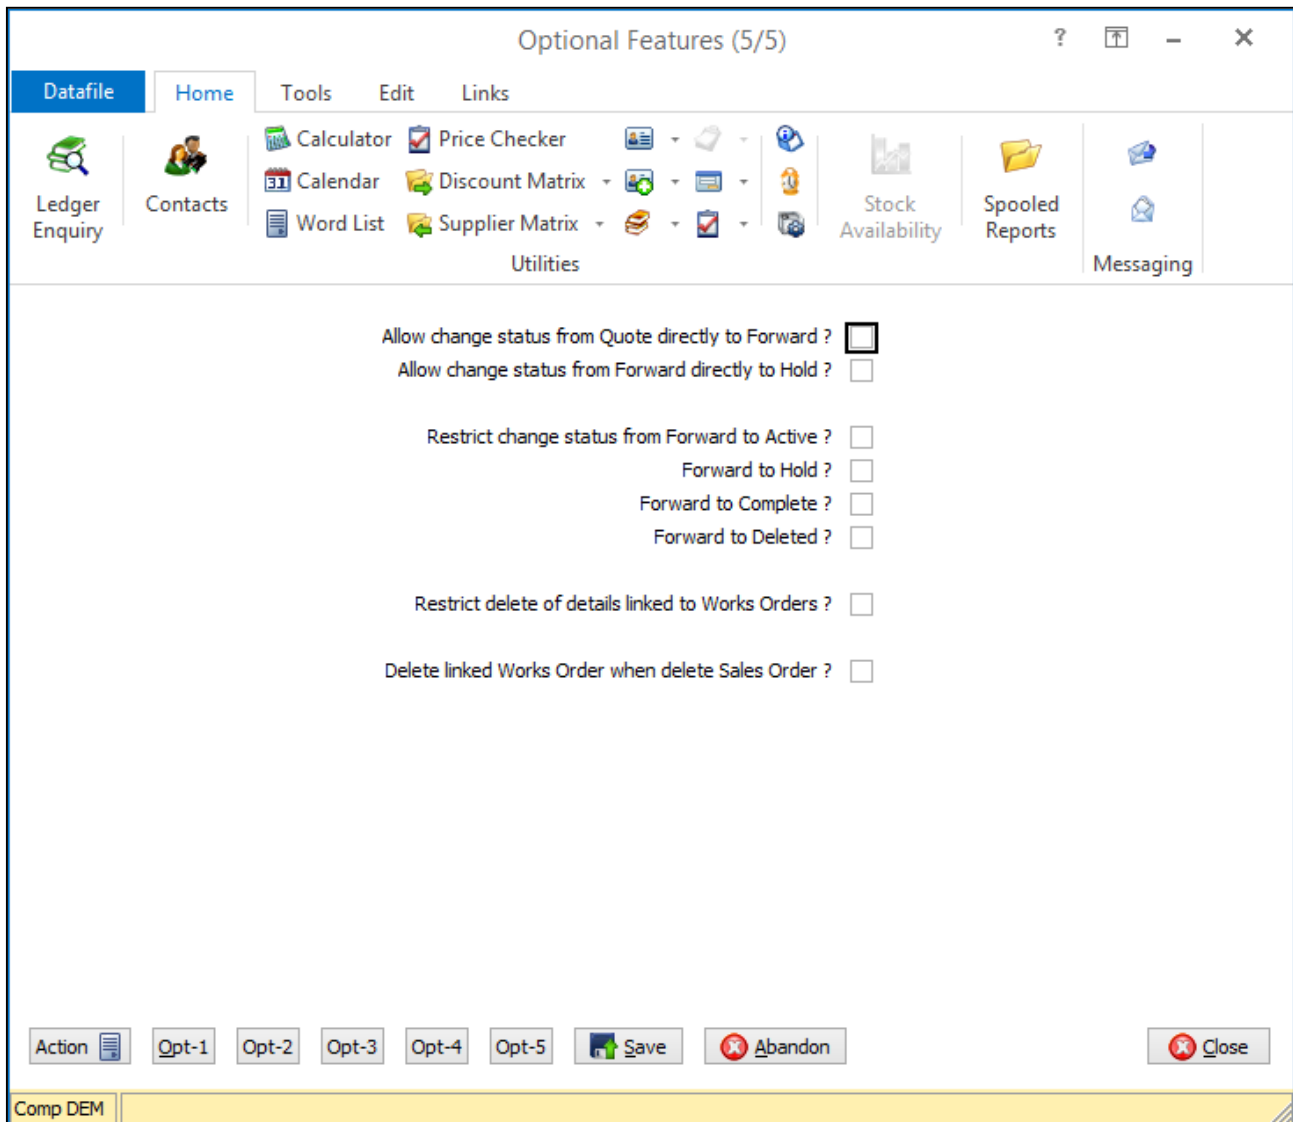 Optional Features (5/5)
?
Datafile Home Tools Edit Links
Calculator Price Checker
31 Calendar Discount Matrix
Word List Supplier Matrix
Ledger
Enquiry
Contacts
Stock
Availability
Spooled
Reports
Utilities
Messaging
Allow change status from Quote directly to Forward ?
Allow change status from Forward directly to Hold ?
Restrict change status from Forward to Active ?
Forward to Hold ?
Forward to Complete ?
Forward to Deleted ?
Restrict delete of details linked to Works Orders ?
Delete linked Works Order when delete Sales Order ?
Action Opt-1 Opt-2 Opt-3 Opt-4 Opt-5 Save Abandon Close
Comp DEM